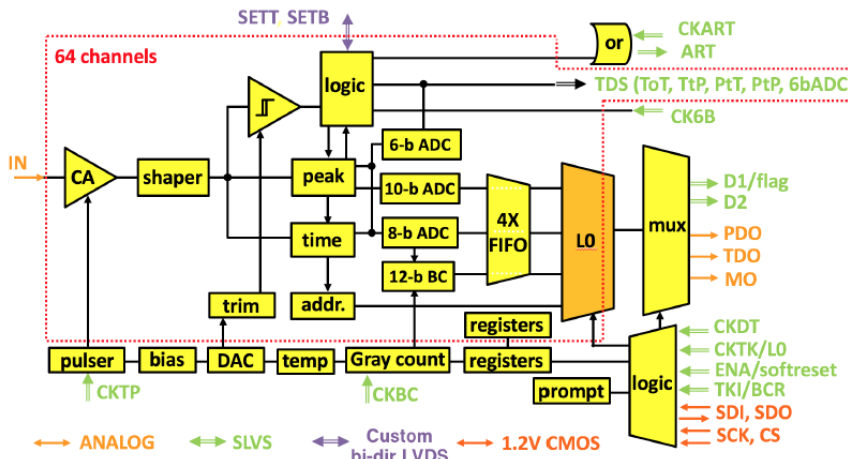 SETT SETB
CKART
or
ART
64 channels
logic
TDS (ToT, TtP, PtT, PtP, 6bADC
CK6B
6-b ADC
IN
CA
shaper
peak
10-b ADC
D1/flag
D2
4X
FIFO
L0
mux
time
8-b ADC
PDO
TDO
12-b BC
MO
trim
addr.
registers
CKDT
pulser
bias
DAC
temp
Gray count
registers
logic
CKTK/L0
ENA/softreset
CKTP
CKBC
prompt
TKI/BCR
SDI, SDO
SCK, CS
ANALOG
SLVS
Custom
bi-dir LVDS
1.2V CMOS